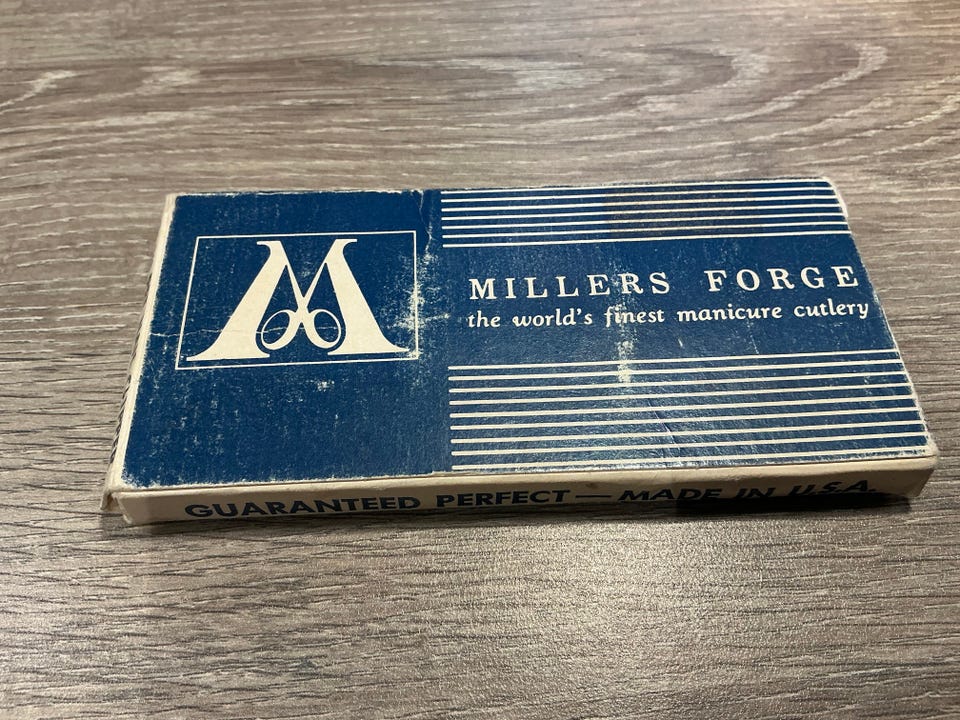 M
MILLERS FORGE
the world's finest manicure cutlery
GUARANTEED PERFECT — MADE IN U.S.A.